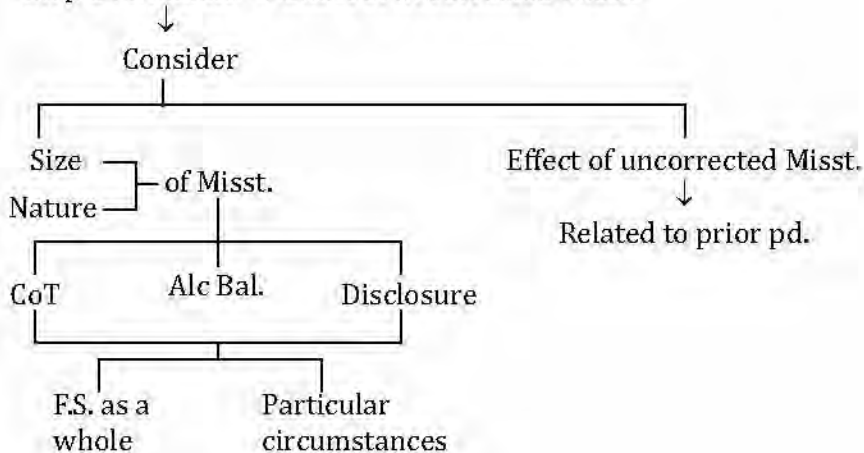 Consider
Size
Nature
of Misst.
Effect of uncorrected Misst.
Related to prior pd.
CoT
Alc Bal.
Disclosure
F.S. as a
whole
Particular
circumstances